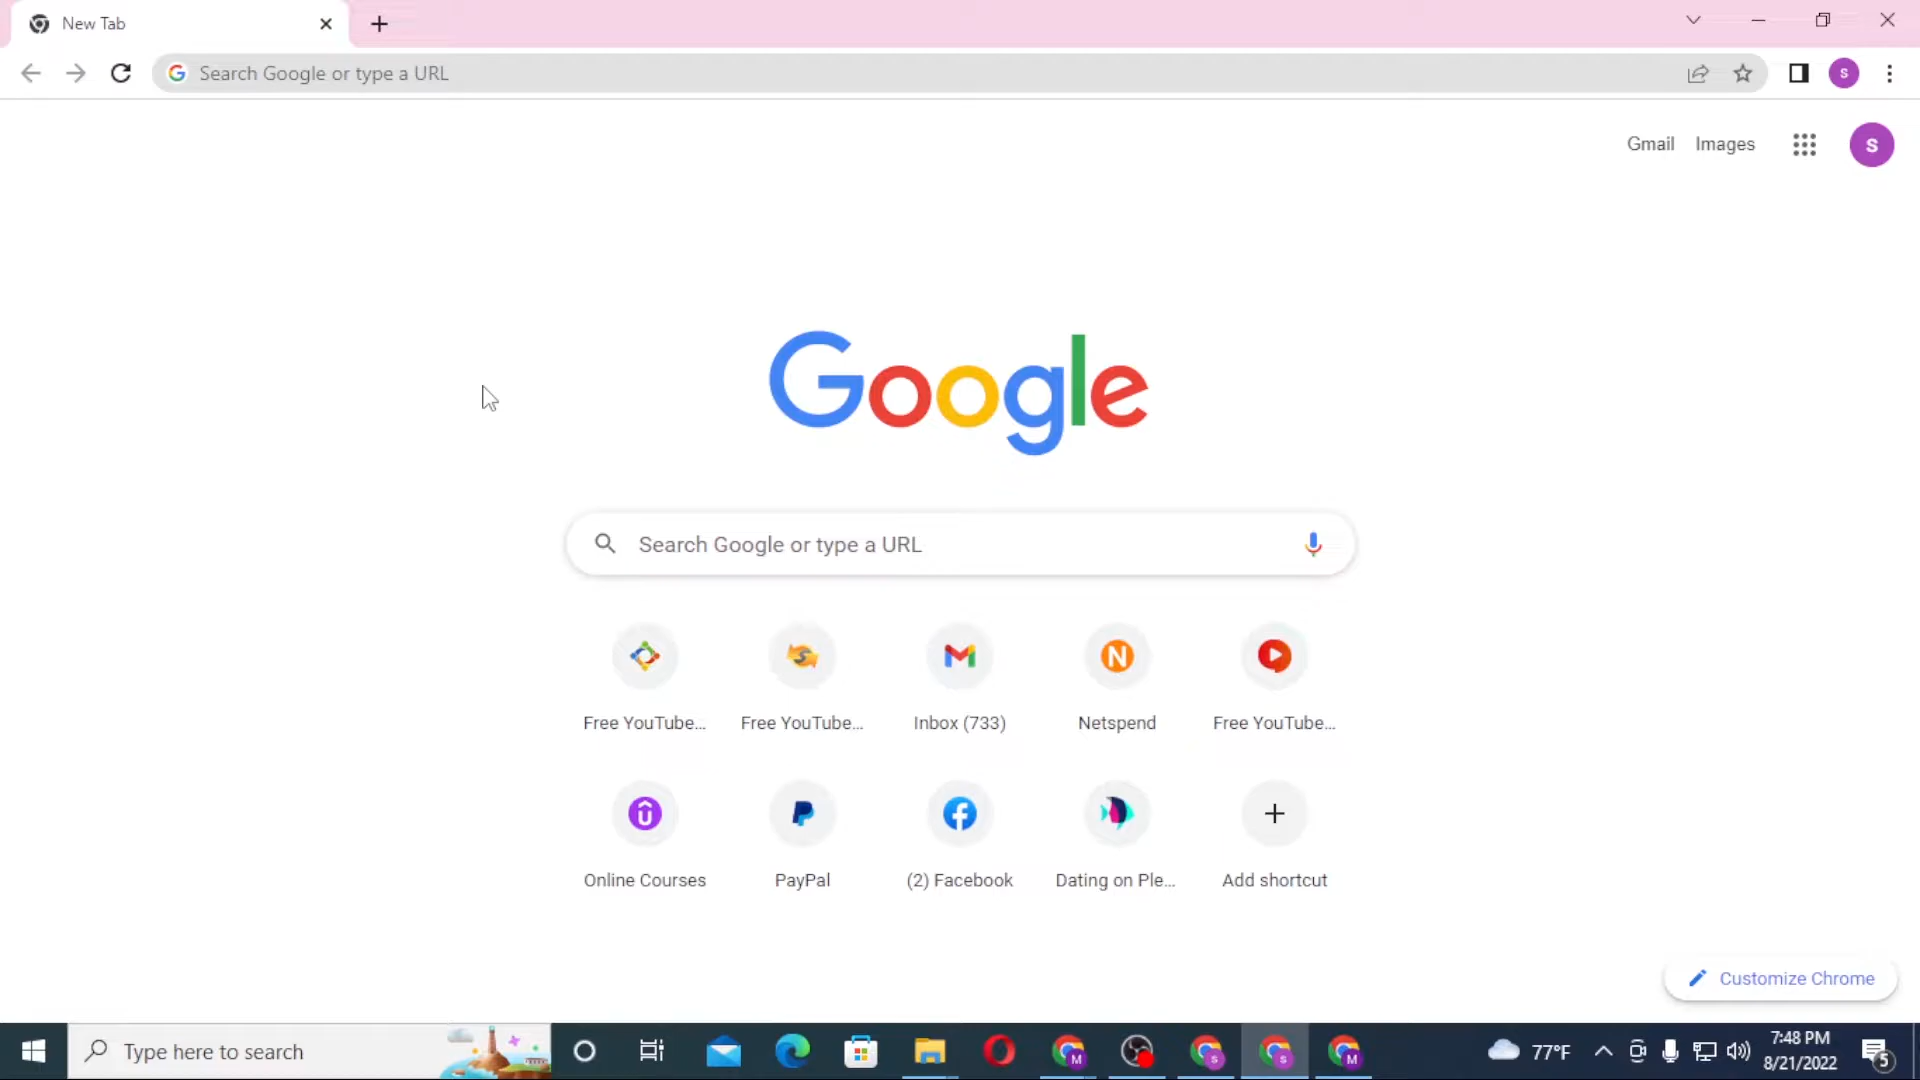 New Tab
Search Google or type a URL
S
Gmail Images
S
Google
Search Google or type a URL
Free YouTube... Free YouTube... Inbox (733) Netspend Free YouTube...
Online Courses PayPal (2) Facebook Dating on Ple... Add shortcut
Customize Chrome
Type here to search
M S S M
77°F
7:48 PM
8/21/2022
5